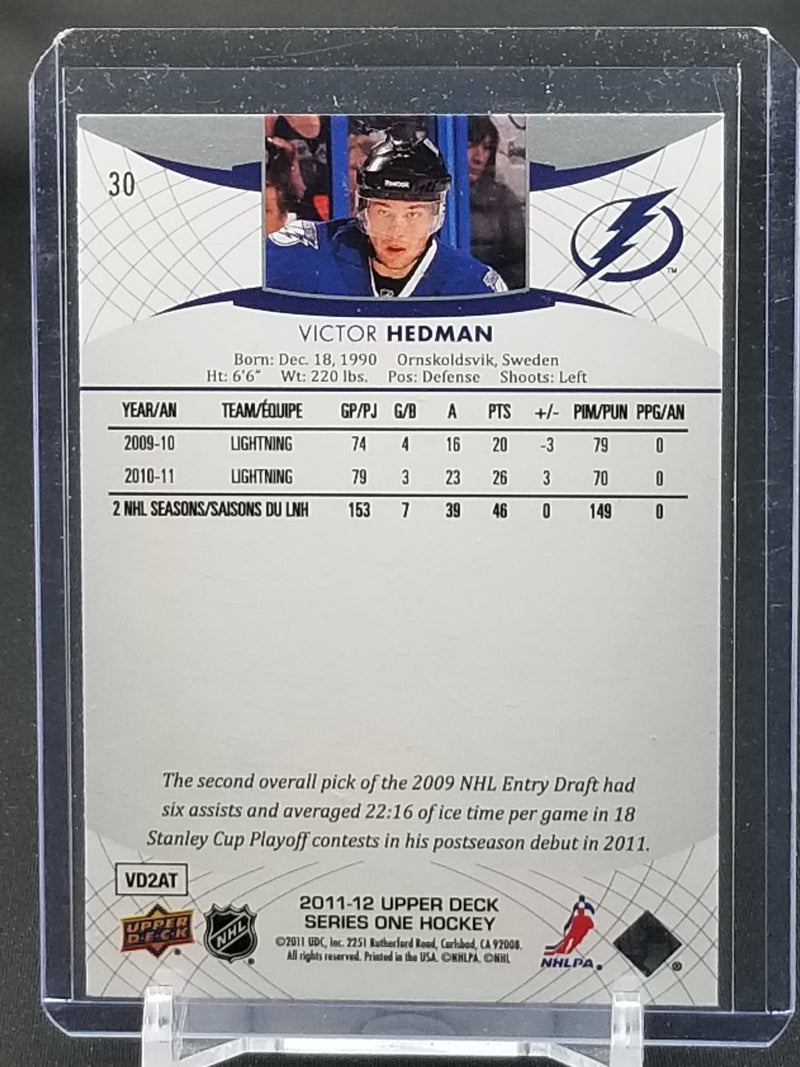 30
REEBOK
TM
VICTOR HEDMAN
Born: Dec. 18, 1990 Ornskoldsvik, Sweden
Ht: 6'6" Wt: 220 lbs. Pos: Defense Shoots: Left
YEAR/AN TEAM/ÉQUIPE GP/PJ G/B A PTS +/- PIM/PUN PPG/AN
2009-10 LIGHTNING 74 4 16 20 -3 79 0
2010-11 LIGHTNING 79 3 23 26 3 70 0
2 NHL SEASONS/SAISONS DU LNH 153 7 39 46 0 149 0
The second overall pick of the 2009 NHL Entry Draft had
six assists and averaged 22:16 of ice time per game in 18
Stanley Cup Playoff contests in his postseason debut in 2011.
VD2AT
UPPER DECK
NHL
®
2011-12 UPPER DECK
SERIES ONE HOCKEY
©2011 UDC, Inc. 2251 Rutherford Road, Carlsbad, CA 92008.
All rights reserved. Printed in the USA. ©NHLPA. ©NHL
NHLPA®
®